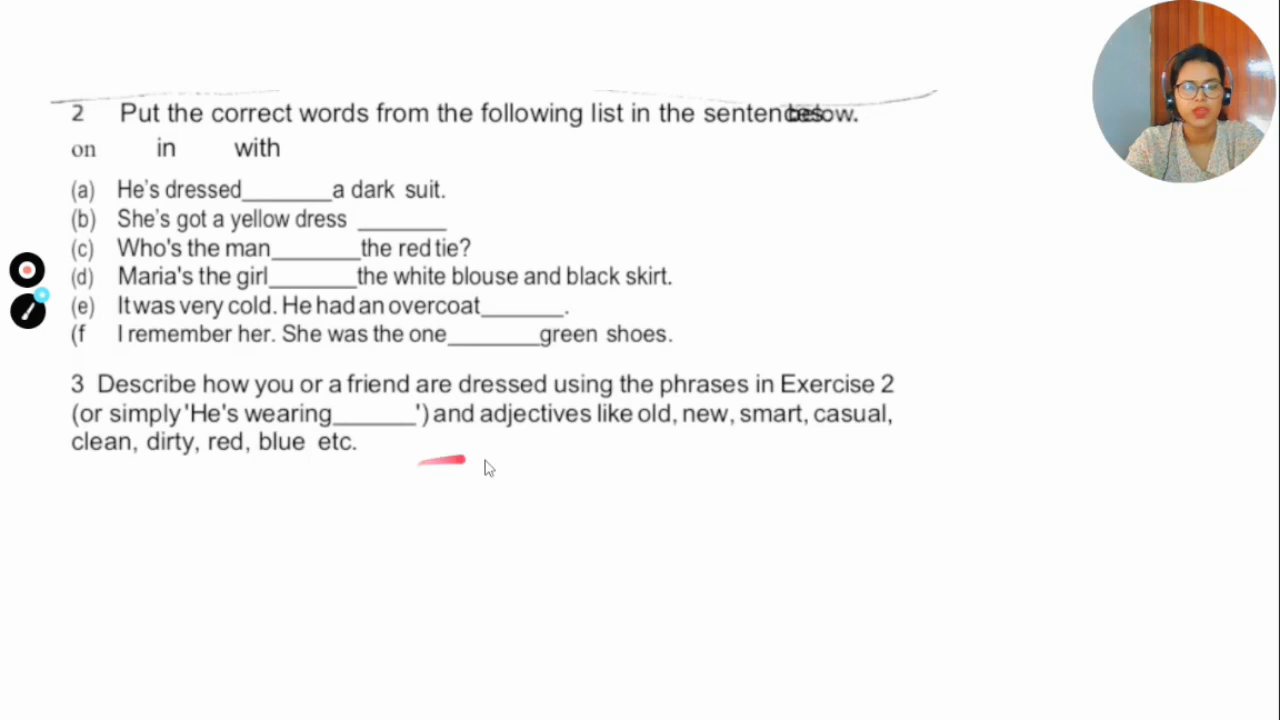 2 Put the correct words from the following list in the sentences below.
on in with
(a) He's dressed________a dark suit.
(b) She's got a yellow dress ________
(c) Who's the man________the red tie?
(d) Maria's the girl________the white blouse and black skirt.
(e) It was very cold. He had an overcoat________.
(f I remember her. She was the one________green shoes.
3 Describe how you or a friend are dressed using the phrases in Exercise 2
(or simply 'He's wearing_______') and adjectives like old, new, smart, casual,
clean, dirty, red, blue etc.